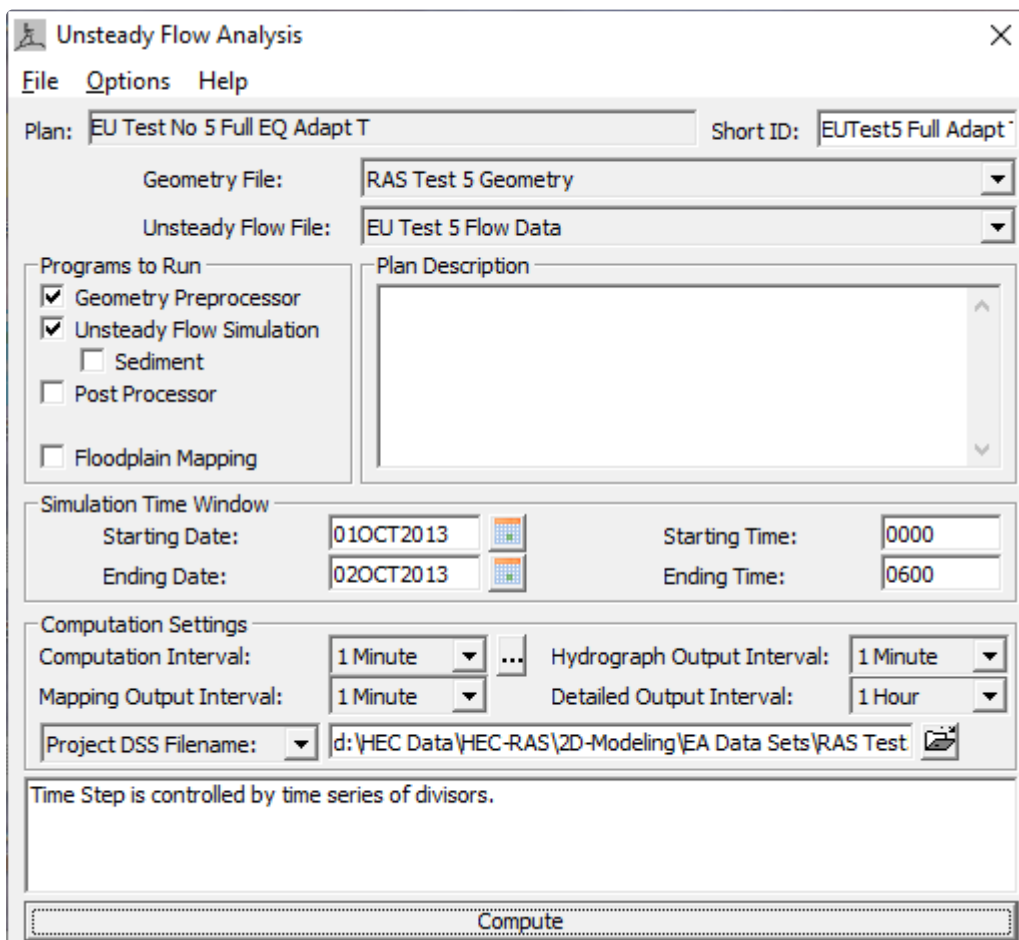 Unsteady Flow Analysis
File Options Help
Plan: EU Test No 5 Full EQ Adapt T Short ID: EUTest5 Full Adapt
Geometry File: RAS Test 5 Geometry
Unsteady Flow File: EU Test 5 Flow Data
Programs to Run
Geometry Preprocessor
Unsteady Flow Simulation
Sediment
Post Processor
Floodplain Mapping
Plan Description
Simulation Time Window
Starting Date: 01OCT2013 Starting Time: 0000
Ending Date: 02OCT2013 Ending Time: 0600
Computation Settings
Computation Interval: 1 Minute ... Hydrograph Output Interval: 1 Minute
Mapping Output Interval: 1 Minute Detailed Output Interval: 1 Hour
Project DSS Filename: d:\HEC Data\HEC-RAS\2D-Modeling\EA Data Sets\RAS Test
Time Step is controlled by time series of divisors.
Compute